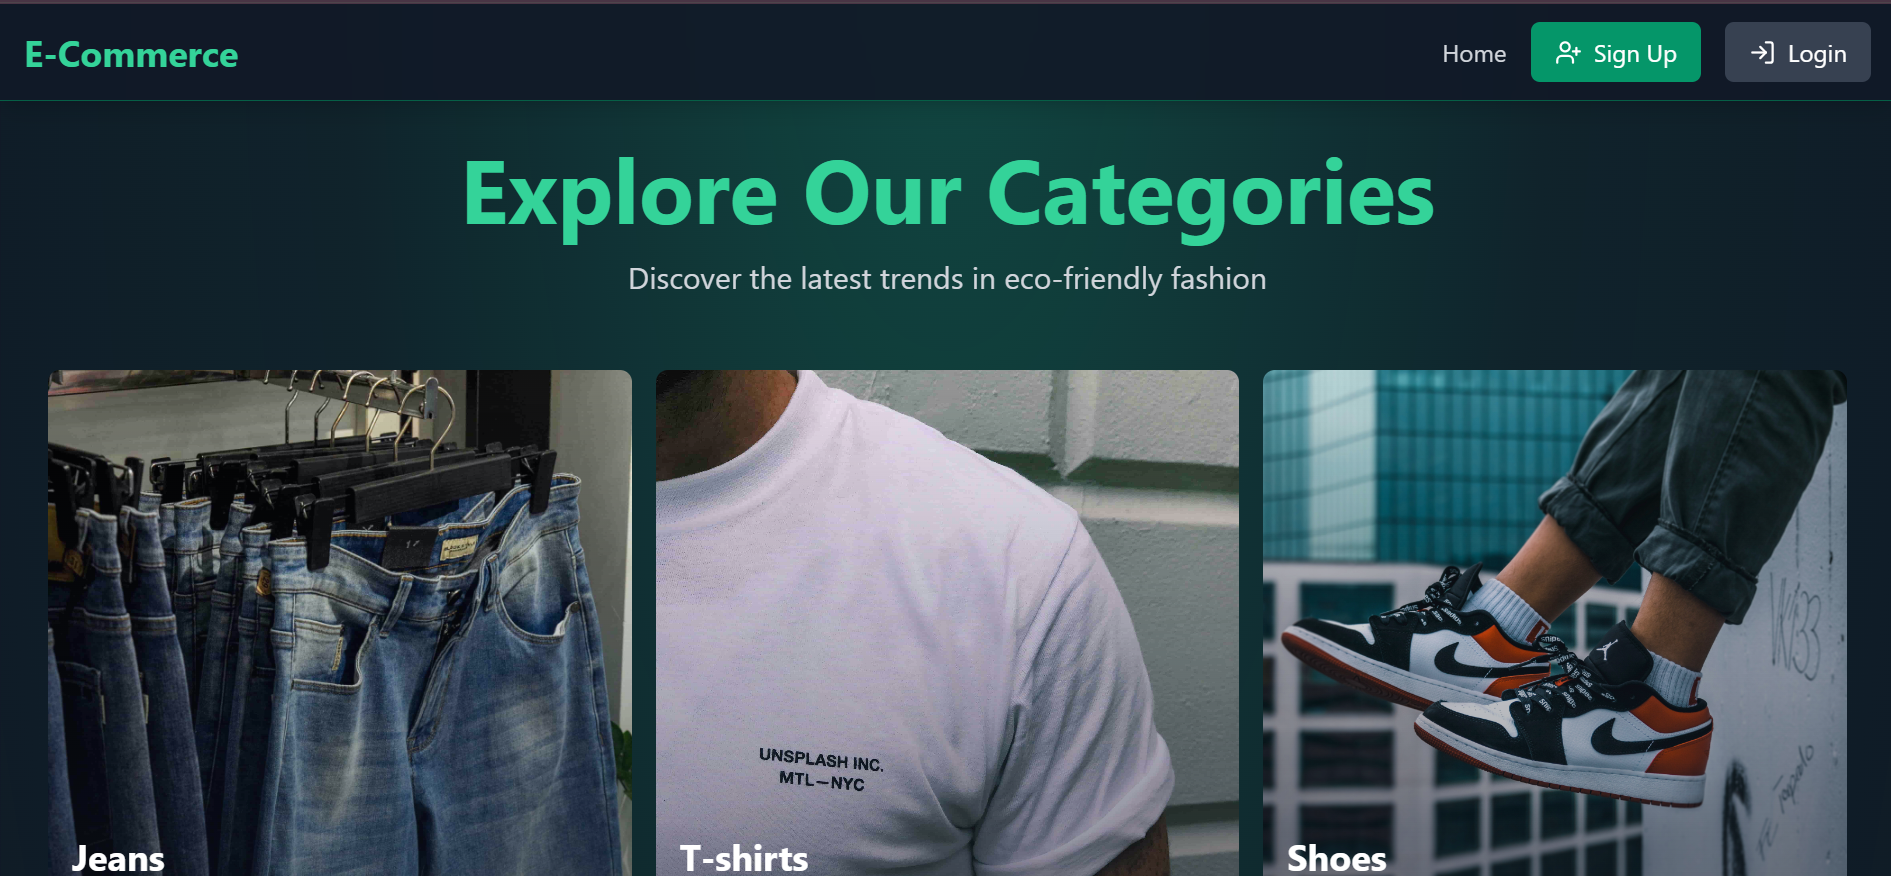 E-Commerce
Home
Sign Up
Login
Explore Our Categories
Discover the latest trends in eco-friendly fashion
UNSPLASH INC.
MTL—NYC
Jeans
T-shirts
Shoes